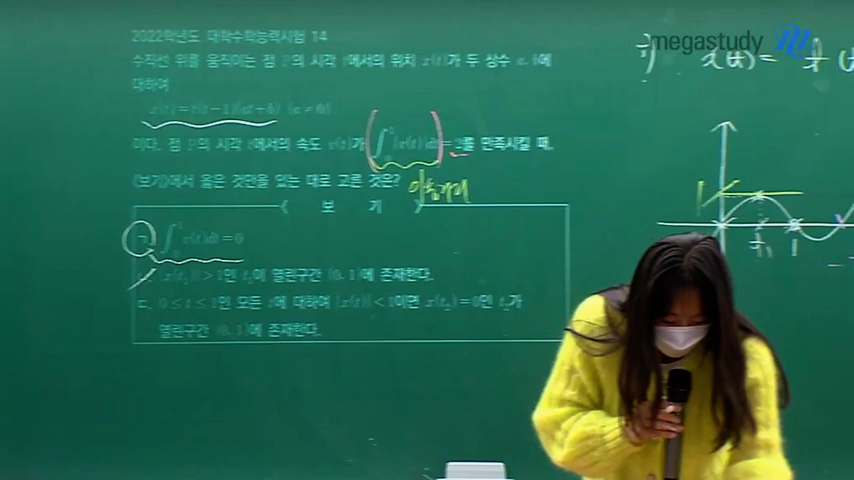 megastudy
2022학년도 대학수학능력시험 14
수직선 위를 움직이는 점 P의 시각 t에서의 위치 x(t)가 두 상수 a, b에
대하여
x(t)=t(t-1)(at+b) (a≠0)
이다. 점 P의 시각 t에서의 속도 v(t)가 ∫|v(t)|dt=2를 만족시킬 때,
<보기>에서 옳은 것만을 있는 대로 고른 것은?
이동거리
보 기
ㄱ. ∫v(t)dt=0
ㄴ. |x(t₁)|>1인 t₁이 열린구간 (0, 1)에 존재한다.
ㄷ. 0≤t≤1인 모든 t에 대하여 |x(t)|<1이면 x(t₂)=0인 t₂가
열린구간 (0, 1)에 존재한다.
x(t)=
1
t₁
1